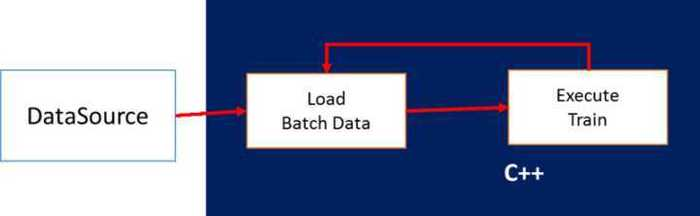 DataSource
Load
Batch Data
Execute
Train
C++